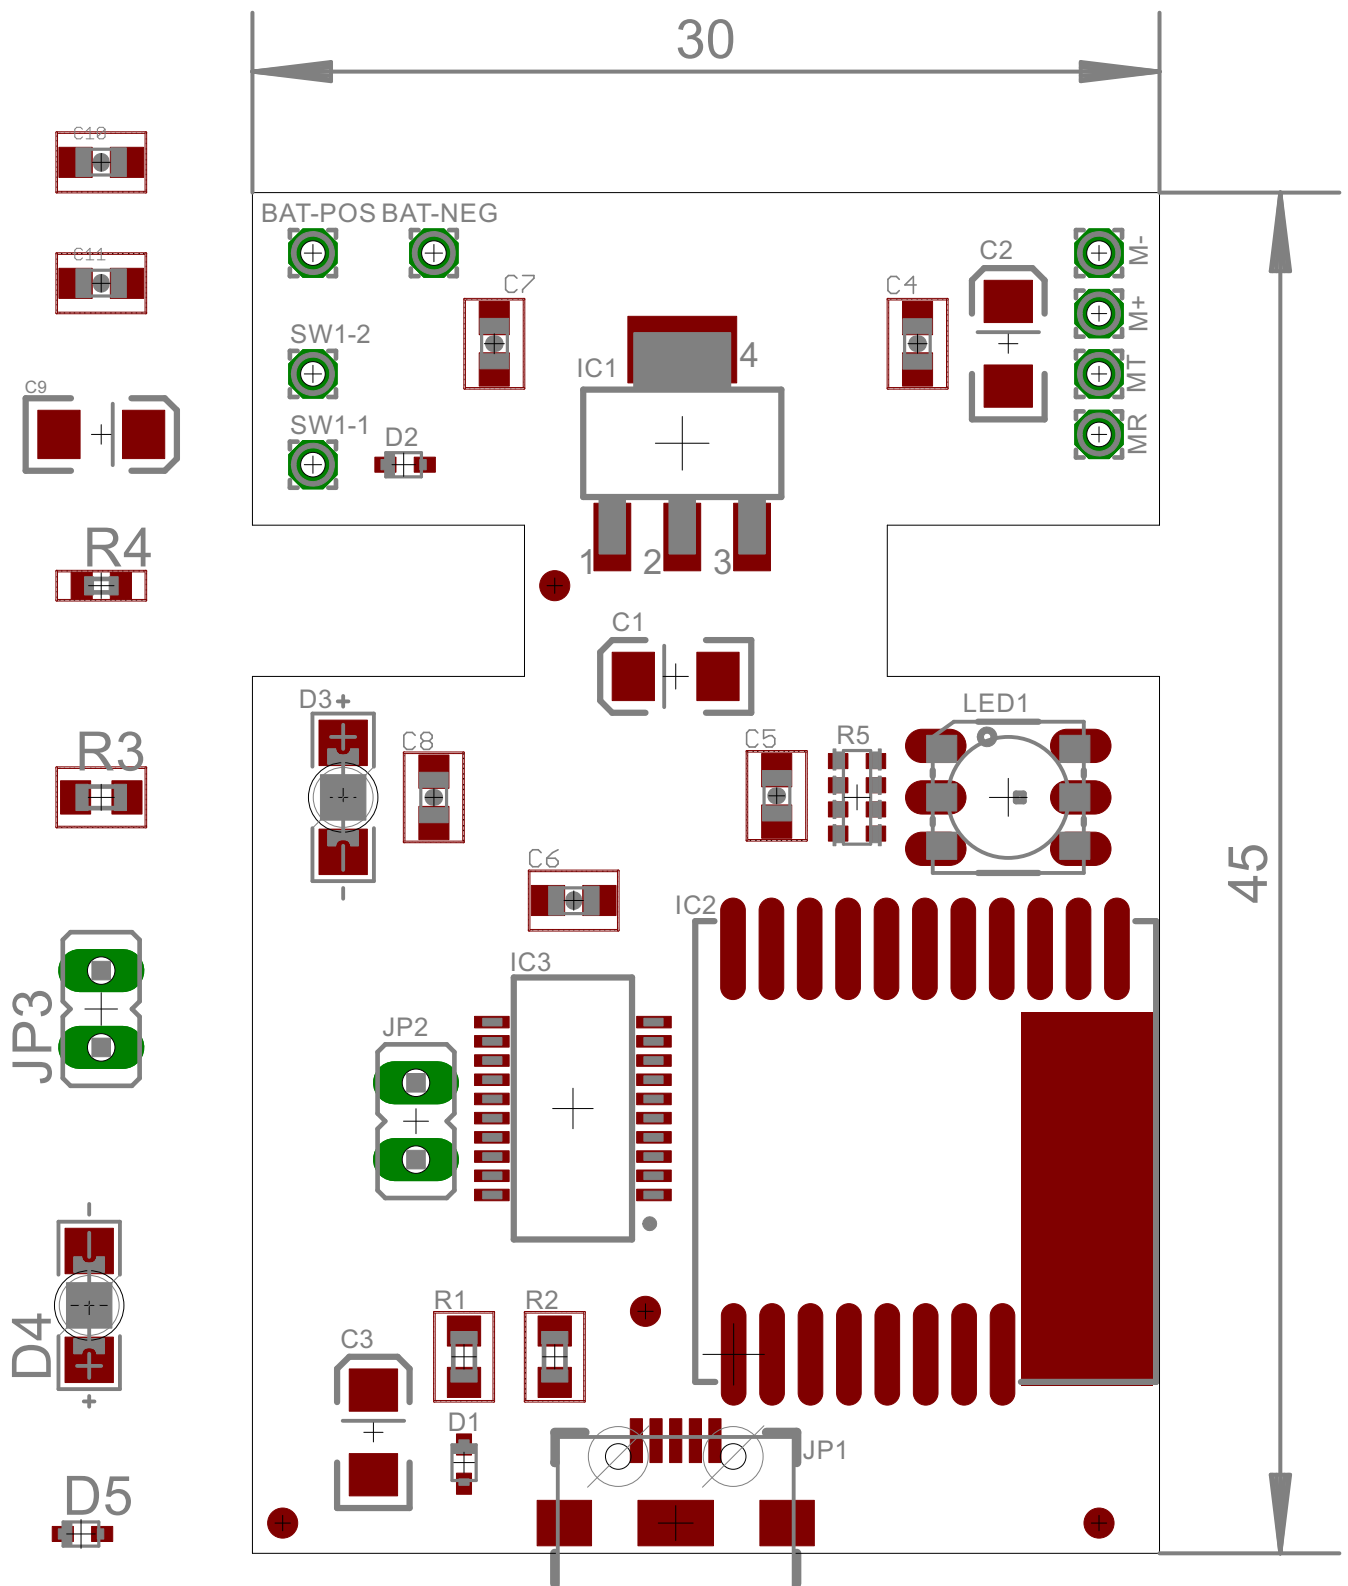 30
C10
BAT-POS BAT-NEG
C11
C2
M-
C7
C4
M+
SW1-2
4
IC1
MT
C9
SW1-1
D2
MR
R4
1 2 3
C1
D3 +
LED1
R3
C8
C5
R5
45
-
C6
IC2
IC3
JP3
JP2
-
D4
R1
R2
C3
+
D1
JP1
D5